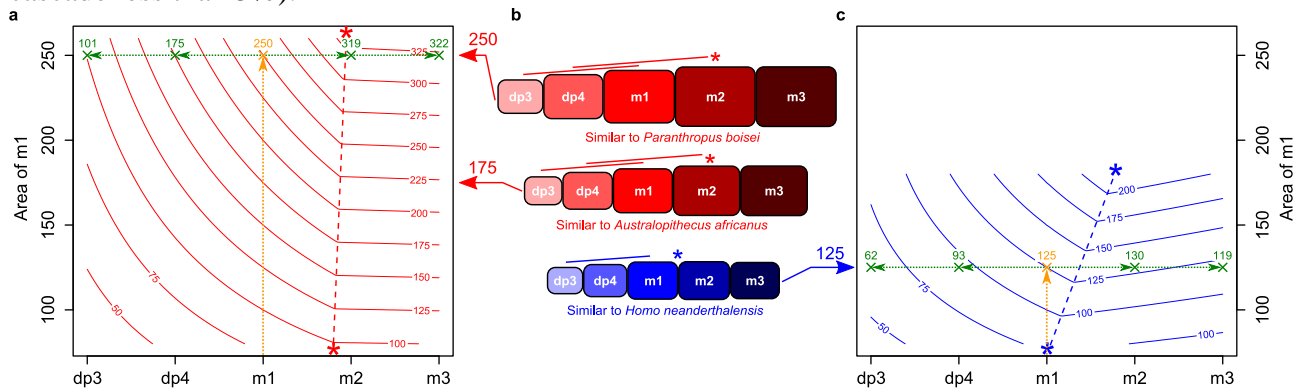 a
b
c
Area of m1
250
200
150
100
101
175
250
319
322
325
300
275
250
225
200
175
150
125
100
75
50
*
*
dp3
dp4
m1
m2
m3
250
175
125
*
dp3
dp4
m1
m2
m3
Similar to Paranthropus boisei
*
dp3
dp4
m1
m2
m3
Similar to Australopithecus africanus
*
dp3
dp4
m1
m2
m3
Similar to Homo neanderthalensis
*
*
200
175
150
125
100
100
75
50
62
93
125
130
119
dp3
dp4
m1
m2
m3
250
200
150
100
Area of m1